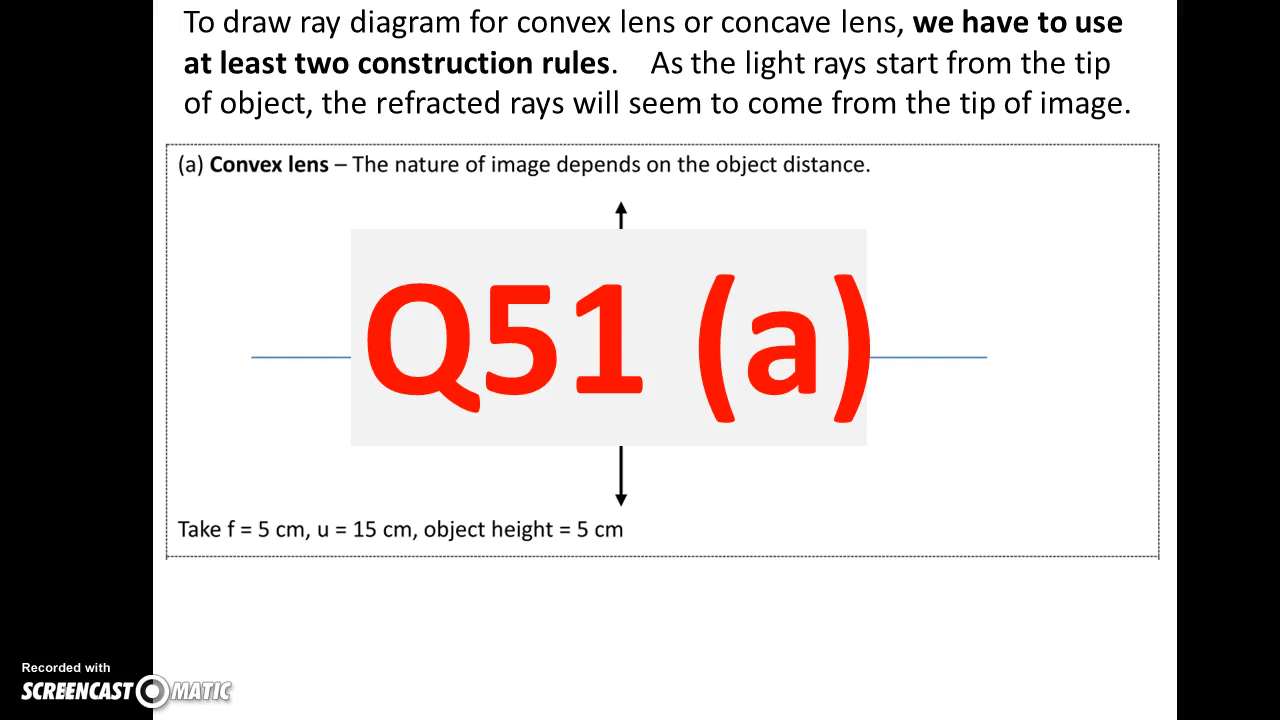 To draw ray diagram for convex lens or concave lens, we have to use
at least two construction rules. As the light rays start from the tip
of object, the refracted rays will seem to come from the tip of image.
(a) Convex lens – The nature of image depends on the object distance.
Q51 (a)
Take f = 5 cm, u = 15 cm, object height = 5 cm
Recorded with
SCREENCAST MATIC